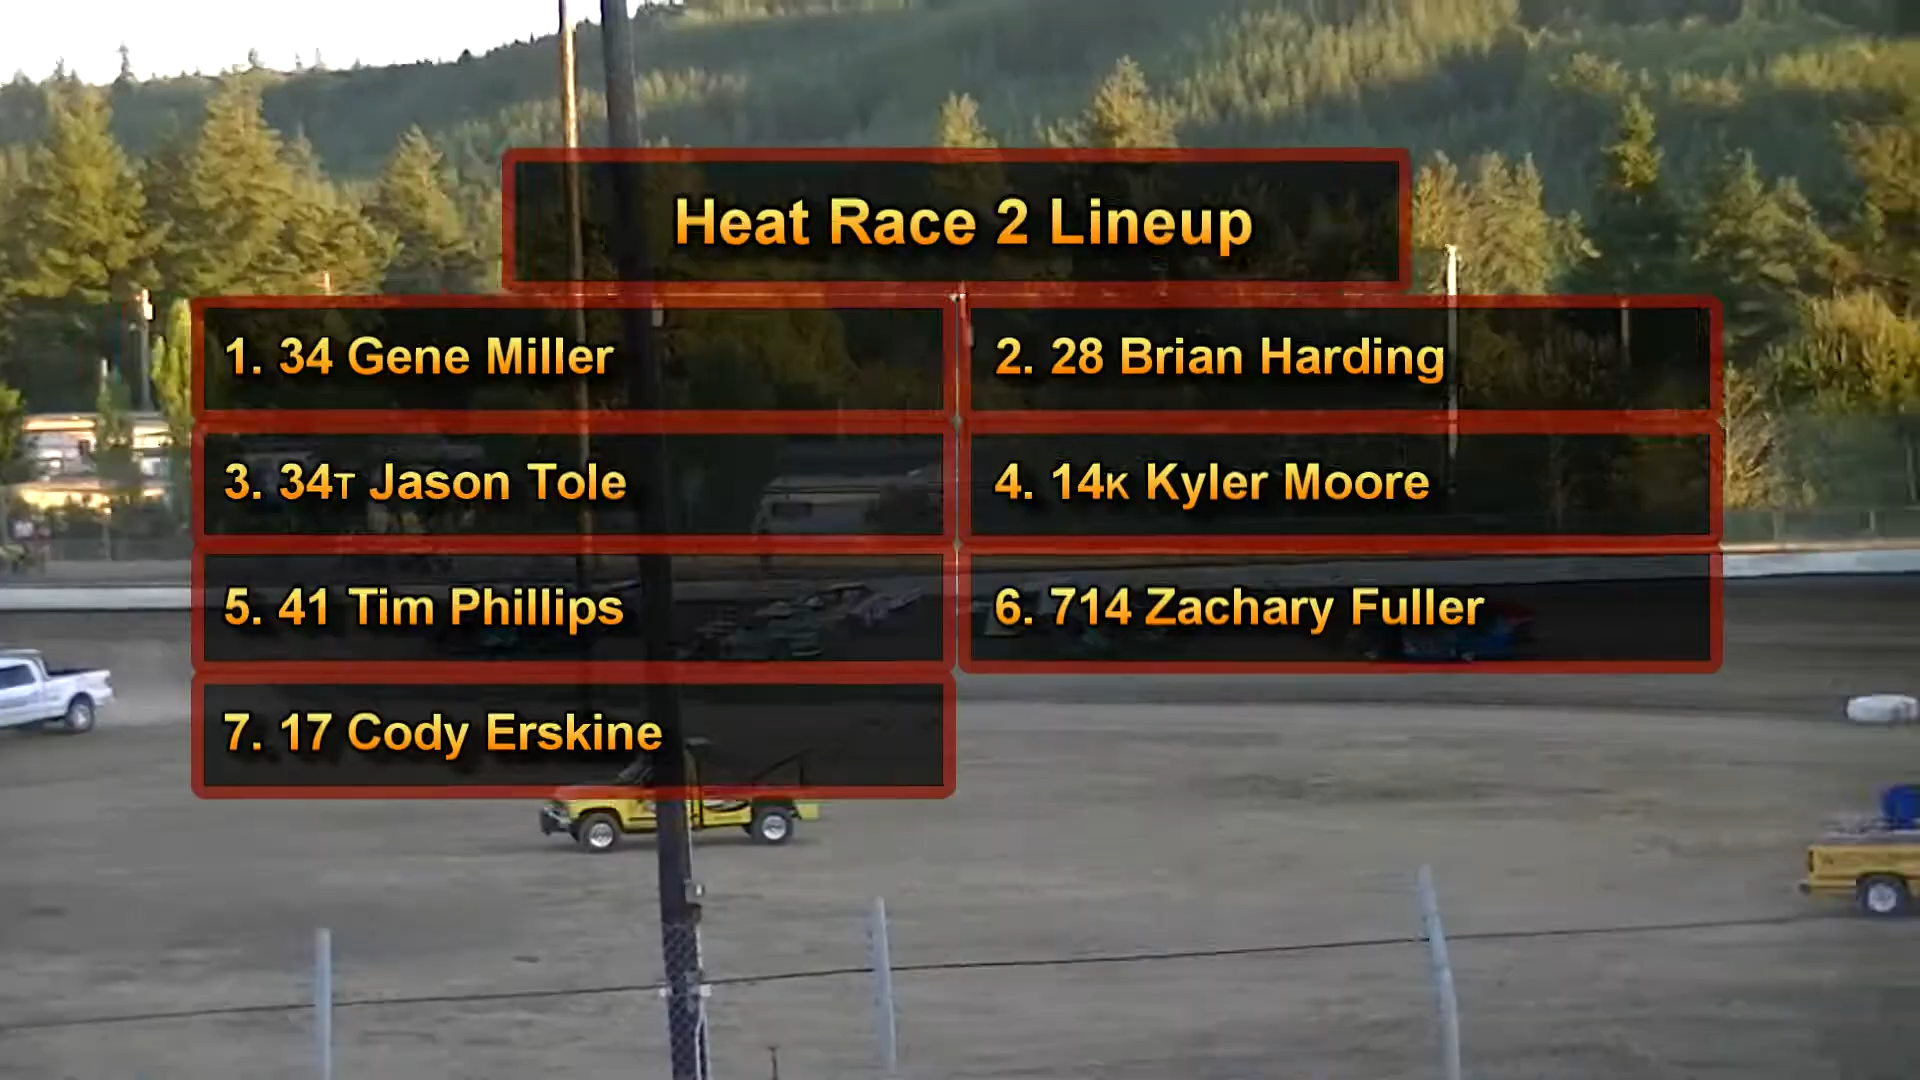 Heat Race 2 Lineup
1. 34 Gene Miller
2. 28 Brian Harding
3. 34T Jason Tole
4. 14K Kyler Moore
5. 41 Tim Phillips
6. 714 Zachary Fuller
7. 17 Cody Erskine